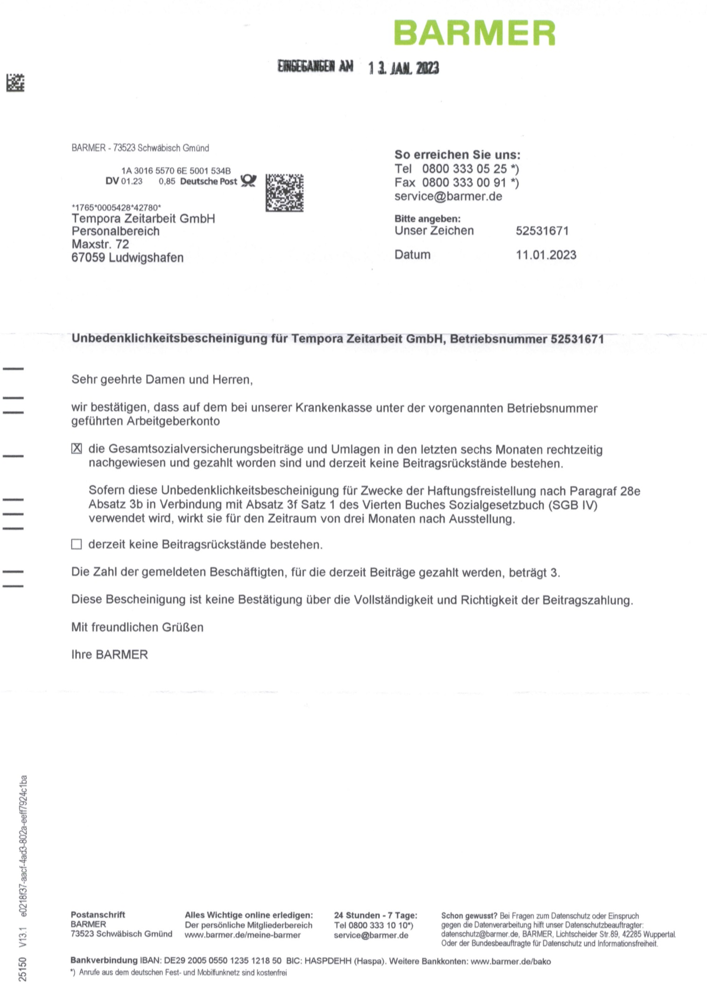 BARMER
EINGEGANGEN AM 13. JAN. 2023
BARMER - 73523 Schwäbisch Gmünd
1A 3016 5570 6E 5001 534B
DV 01.23 0,85 Deutsche Post
*1765*0005428*42780*
Tempora Zeitarbeit GmbH
Personalbereich
Maxstr. 72
67059 Ludwigshafen
So erreichen Sie uns:
Tel 0800 333 05 25 *)
Fax 0800 333 00 91 *)
service@barmer.de
Bitte angeben:
Unser Zeichen 52531671
Datum 11.01.2023
Unbedenklichkeitsbescheinigung für Tempora Zeitarbeit GmbH, Betriebsnummer 52531671
Sehr geehrte Damen und Herren,
wir bestätigen, dass auf dem bei unserer Krankenkasse unter der vorgenannten Betriebsnummer
geführten Arbeitgeberkonto
X die Gesamtsozialversicherungsbeiträge und Umlagen in den letzten sechs Monaten rechtzeitig
nachgewiesen und gezahlt worden sind und derzeit keine Beitragsrückstände bestehen.
Sofern diese Unbedenklichkeitsbescheinigung für Zwecke der Haftungsfreistellung nach Paragraf 28e
Absatz 3b in Verbindung mit Absatz 3f Satz 1 des Vierten Buches Sozialgesetzbuch (SGB IV)
verwendet wird, wirkt sie für den Zeitraum von drei Monaten nach Ausstellung.
derzeit keine Beitragsrückstände bestehen.
Die Zahl der gemeldeten Beschäftigten, für die derzeit Beiträge gezahlt werden, beträgt 3.
Diese Bescheinigung ist keine Bestätigung über die Vollständigkeit und Richtigkeit der Beitragszahlung.
Mit freundlichen Grüßen
Ihre BARMER
25150 V13.1 e0218f37-aacf-4ad3-802a-eeff7924c1ba
Postanschrift
BARMER
73523 Schwäbisch Gmünd
Alles Wichtige online erledigen:
Der persönliche Mitgliederbereich
www.barmer.de/meine-barmer
24 Stunden - 7 Tage:
Tel 0800 333 10 10*)
service@barmer.de
Schon gewusst? Bei Fragen zum Datenschutz oder Einspruch
gegen die Datenverarbeitung hilft unser Datenschutzbeauftragter:
datenschutz@barmer.de, BARMER, Lichtscheider Str.89, 42285 Wuppertal.
Oder der Bundesbeauftragte für Datenschutz und Informationsfreiheit.
Bankverbindung IBAN: DE29 2005 0550 1235 1218 50 BIC: HASPDEHH (Haspa). Weitere Bankkonten: www.barmer.de/bako
*) Anrufe aus dem deutschen Fest- und Mobilfunknetz sind kostenfrei